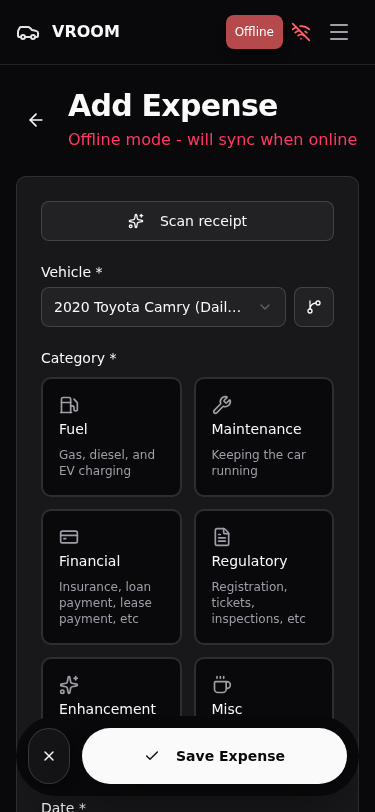 VROOM
Offline
Add Expense
Offline mode - will sync when online
Scan receipt
Vehicle *
2020 Toyota Camry (Dail...
Category *
Fuel
Gas, diesel, and
EV charging
Maintenance
Keeping the car
running
Financial
Insurance, loan
payment, lease
payment, etc
Regulatory
Registration,
tickets,
inspections, etc
Enhancement
Misc
Save Expense
Date *